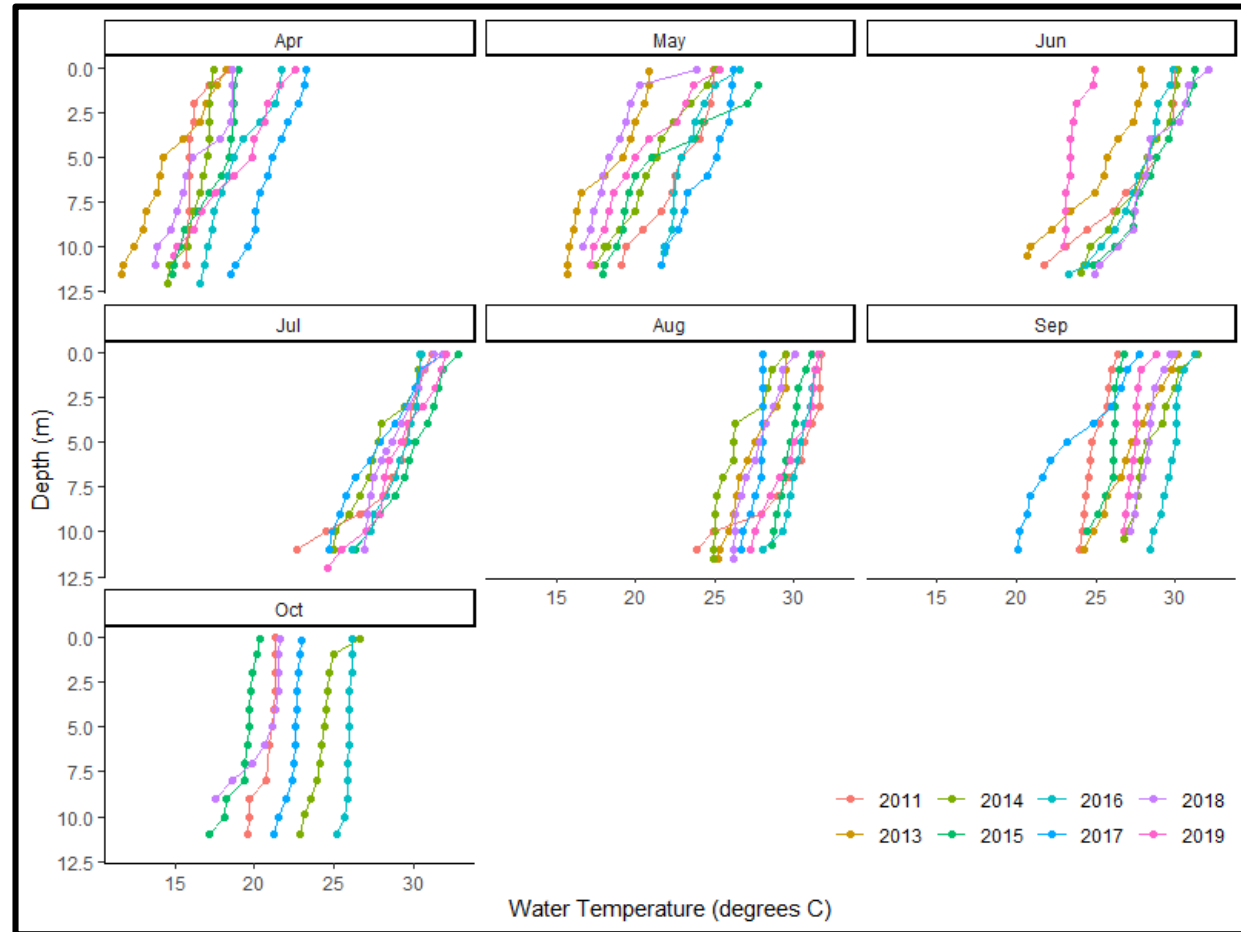 Apr May Jun
0.0
2.5
5.0
7.5
10.0
12.5
Jul Aug Sep
0.0
2.5
5.0
7.5
10.0
12.5
15 20 25 30 15 20 25 30
Oct
0.0
2.5
5.0
7.5
10.0
12.5
15 20 25 30
Depth (m)
2011 2014 2016 2018
2013 2015 2017 2019
Water Temperature (degrees C)